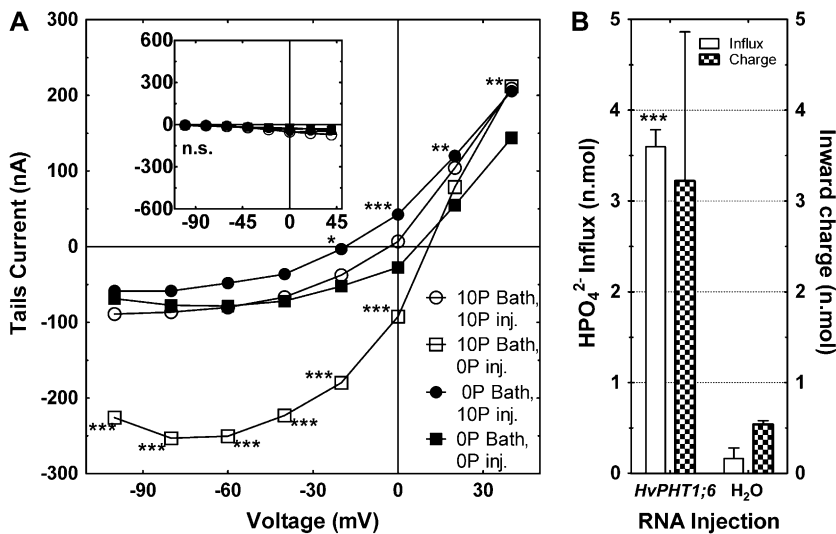 A
Tails Current (nA)
300
200
100
0
-100
-200
-300
-90
-60
-30
0
30
Voltage (mV)
600
300
0
-300
-600
-90
-45
0
45
n.s.
*
***
**
**
***
***
***
***
***
***
10P Bath,
10P inj.
10P Bath,
0P inj.
0P Bath,
10P inj.
0P Bath,
0P inj.
B
HPO₄²⁻ Influx (n.mol)
5
4
3
2
1
0
Influx
Charge
***
HvPHT1;6
H₂O
RNA Injection
5
4
3
2
1
0
Inward charge (n.mol)